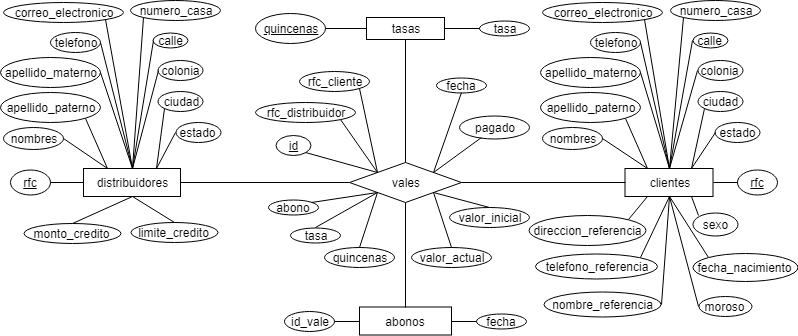 correo_electronico
numero_casa
telefono
calle
apellido_materno
colonia
apellido_paterno
ciudad
nombres
estado
rfc
distribuidores
monto_credito
limite_credito
quincenas
tasas
tasa
rfc_cliente
fecha
rfc_distribuidor
pagado
id
vales
abono
valor_inicial
tasa
quincenas
valor_actual
id_vale
abonos
fecha
correo_electronico
numero_casa
telefono
calle
apellido_materno
colonia
apellido_paterno
ciudad
nombres
estado
clientes
rfc
direccion_referencia
sexo
telefono_referencia
fecha_nacimiento
nombre_referencia
moroso